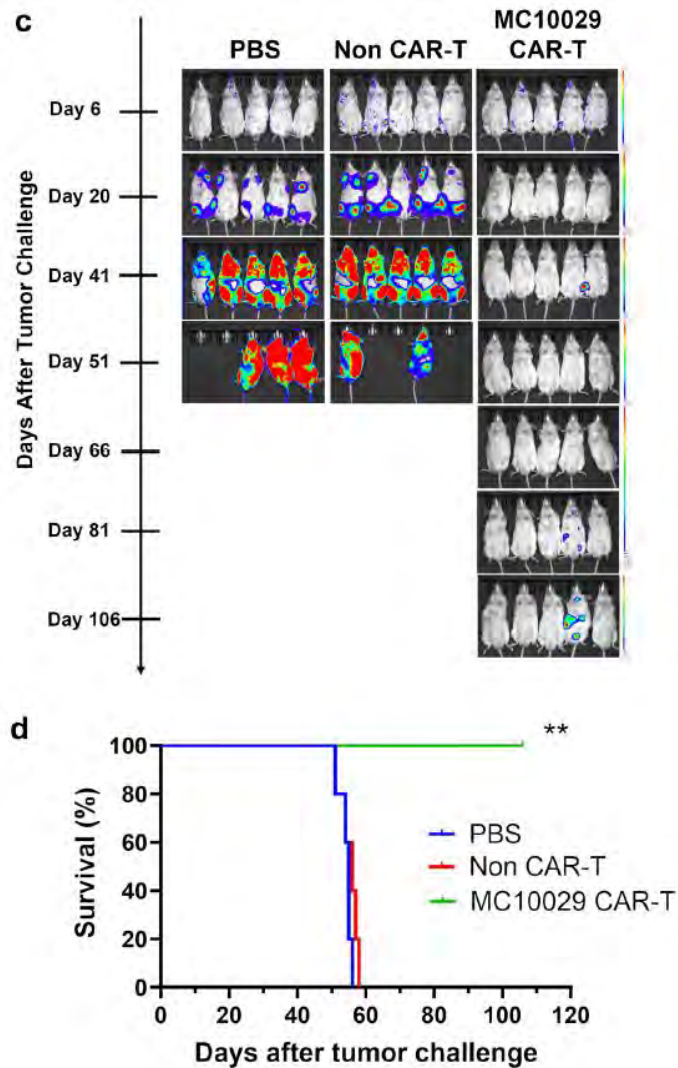 c
PBS
Non CAR-T
MC10029
CAR-T
Days After Tumor Challenge
Day 6
Day 20
Day 41
Day 51
Day 66
Day 81
Day 106
d
**
100
80
60
40
20
0
Survival (%)
PBS
Non CAR-T
MC10029 CAR-T
0 20 40 60 80 100 120
Days after tumor challenge